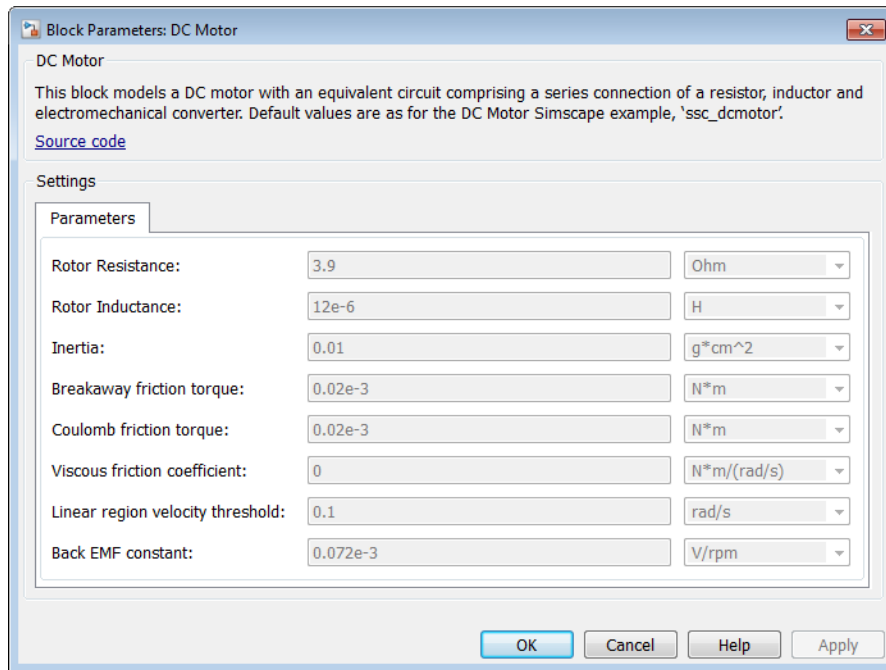 Block Parameters: DC Motor
DC Motor
This block models a DC motor with an equivalent circuit comprising a series connection of a resistor, inductor and
electromechanical converter. Default values are as for the DC Motor Simscape example, ‘ssc_dcmotor’.
Source code
Settings
Parameters
Rotor Resistance: 3.9 Ohm
Rotor Inductance: 12e-6 H
Inertia: 0.01 g*cm^2
Breakaway friction torque: 0.02e-3 N*m
Coulomb friction torque: 0.02e-3 N*m
Viscous friction coefficient: 0 N*m/(rad/s)
Linear region velocity threshold: 0.1 rad/s
Back EMF constant: 0.072e-3 V/rpm
OK Cancel Help Apply